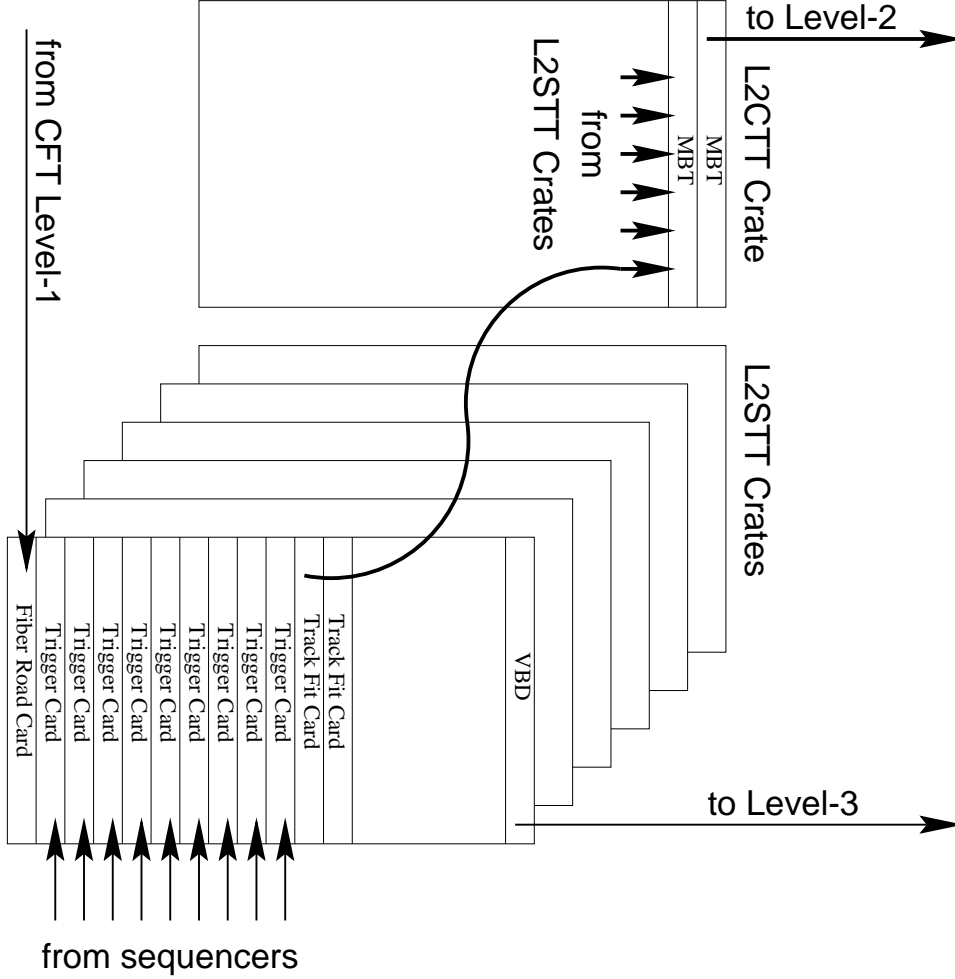 to Level-2
from CFT Level-1
L2STT Crates
from
MBT
MBT
L2CTT Crate
L2STT Crates
Fiber Road Card
Trigger Card
Trigger Card
Trigger Card
Trigger Card
Trigger Card
Trigger Card
Trigger Card
Trigger Card
Trigger Card
Track Fit Card
Track Fit Card
VBD
to Level-3
from sequencers